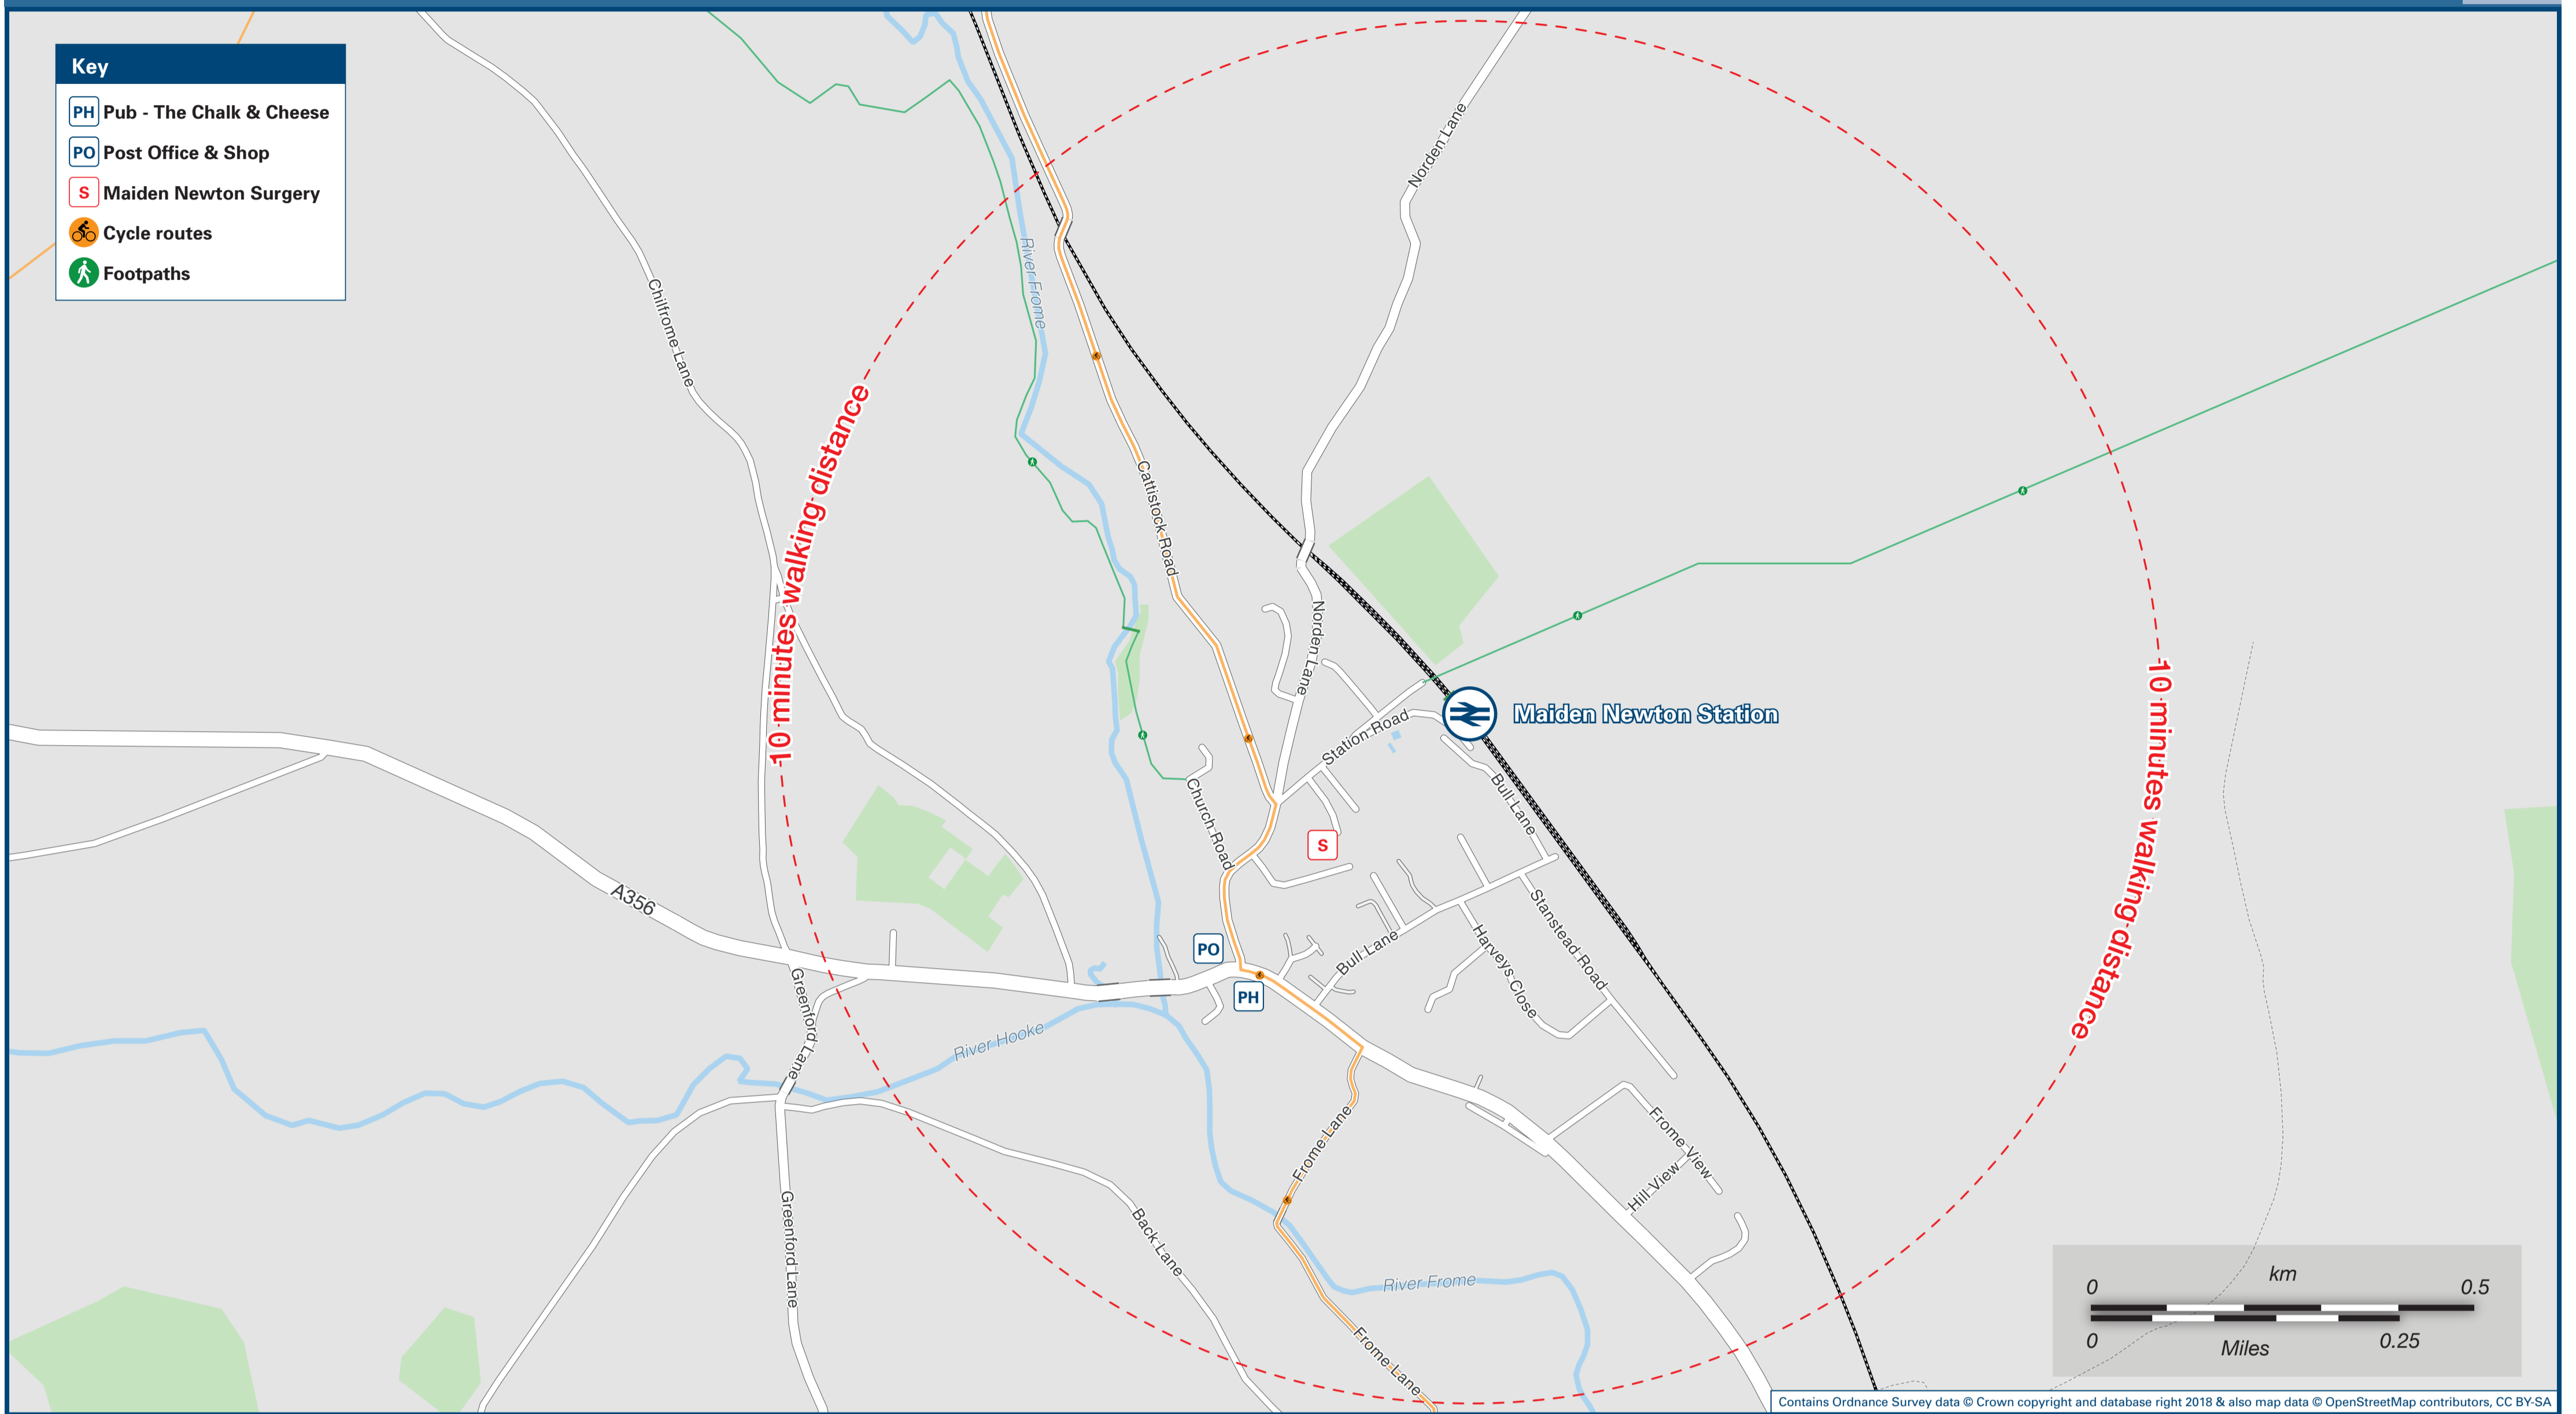 Key
PH Pub - The Chalk & Cheese
PO Post Office & Shop
S Maiden Newton Surgery
Cycle routes
Footpaths
Norden Lane
River Frome
Chilfrome Lane
10 minutes walking distance
Cattistock Road
Norden Lane
Station Road
Maiden Newton Station
10 minutes walking distance
Church Road
Bull Lane
S
A356
PO
PH
Bull Lane
Harveys Close
Stanstead Road
Greenford Lane
River Hooke
Frome Lane
Frome View
Hill View
Greenford Lane
Back Lane
River Frome
Frome Lane
km
0 0.5
0 0.25
Miles
Contains Ordnance Survey data © Crown copyright and database right 2018 & also map data © OpenStreetMap contributors, CC BY-SA